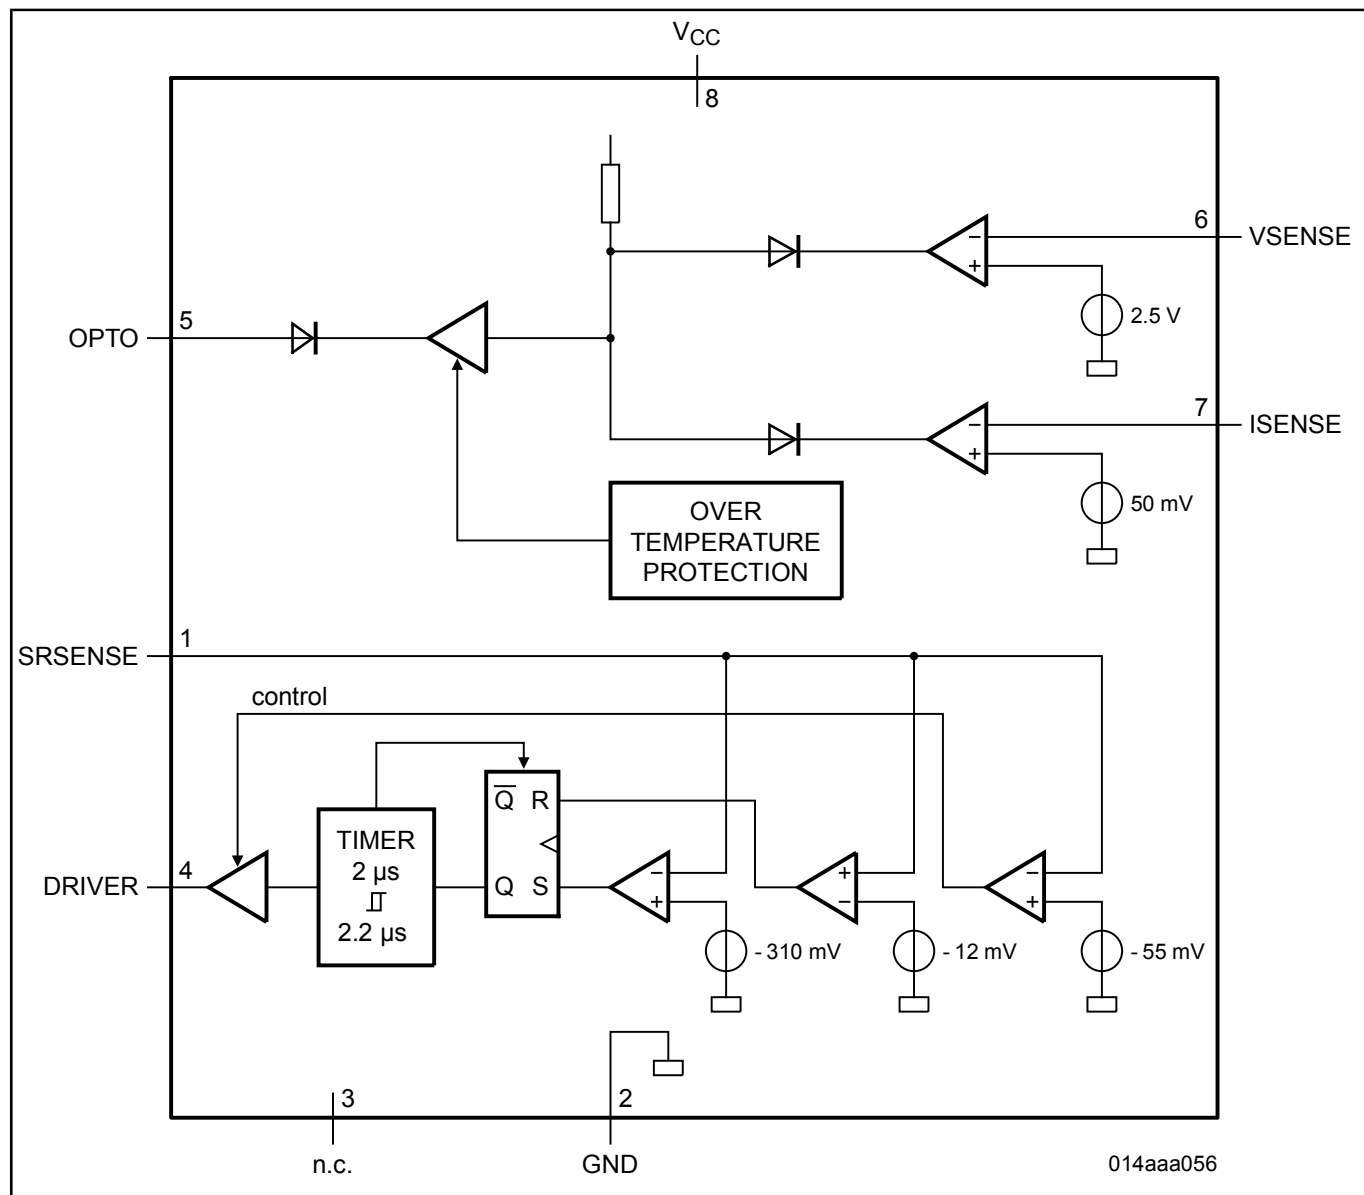 VCC
8
6
VSENSE
−
+
2.5 V
5
OPTO
7
ISENSE
−
+
50 mV
OVER
TEMPERATURE
PROTECTION
1
SRSENSE
control
Q̅ R
TIMER
2 µs
2.2 µs
Q S
4
DRIVER
−
+
+
−
−
+
- 310 mV
- 12 mV
- 55 mV
3
2
n.c.
GND
014aaa056